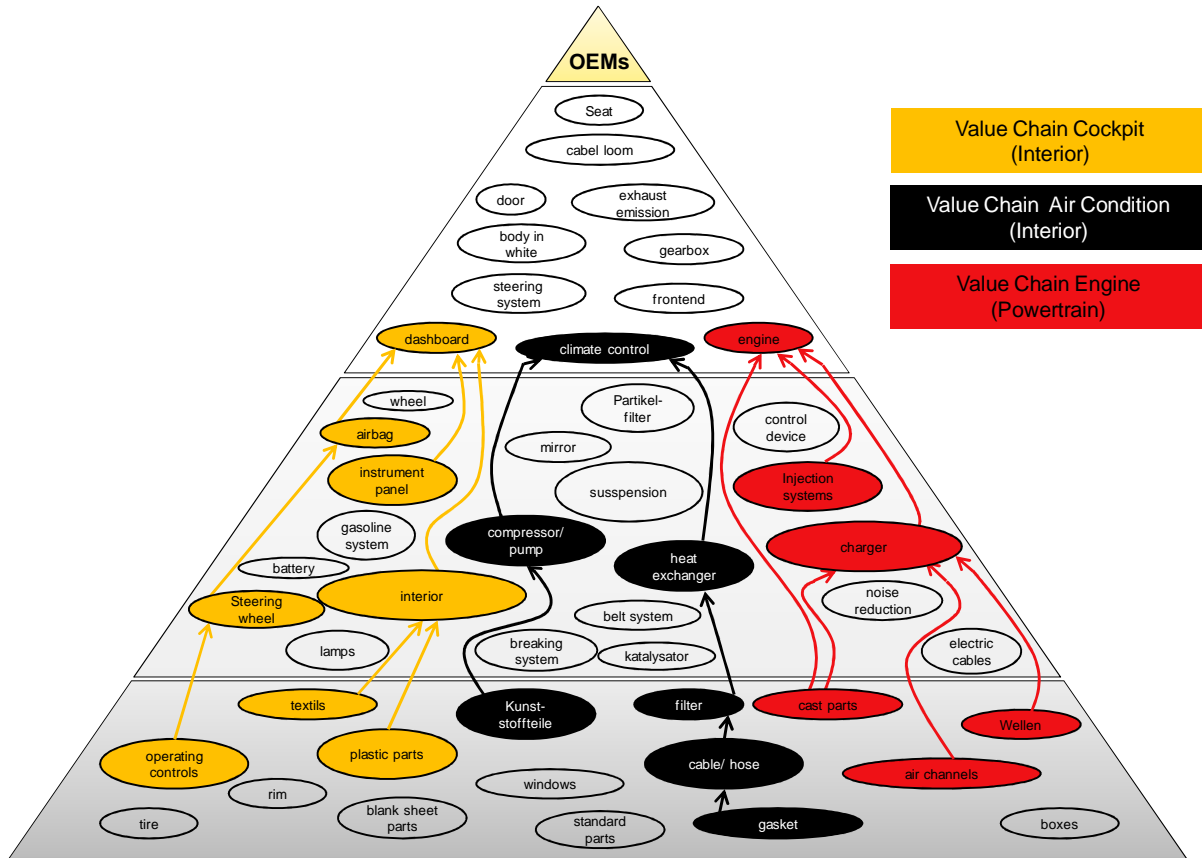 OEMs
Seat
cabel loom
door
exhaust
emission
body in
white
gearbox
steering
system
frontend
dashboard
climate control
engine
Value Chain Cockpit
(Interior)
Value Chain Air Condition
(Interior)
Value Chain Engine
(Powertrain)
wheel
Partikel-
filter
airbag
control
device
mirror
instrument
panel
susspension
Injection
systems
gasoline
system
compressor/
pump
charger
battery
heat
exchanger
interior
noise
reduction
Steering
wheel
belt system
lamps
breaking
system
katalysator
electric
cables
textils
Kunst-
stoffteile
filter
cast parts
Wellen
operating
controls
plastic parts
cable/ hose
air channels
windows
rim
tire
blank sheet
parts
standard
parts
gasket
boxes